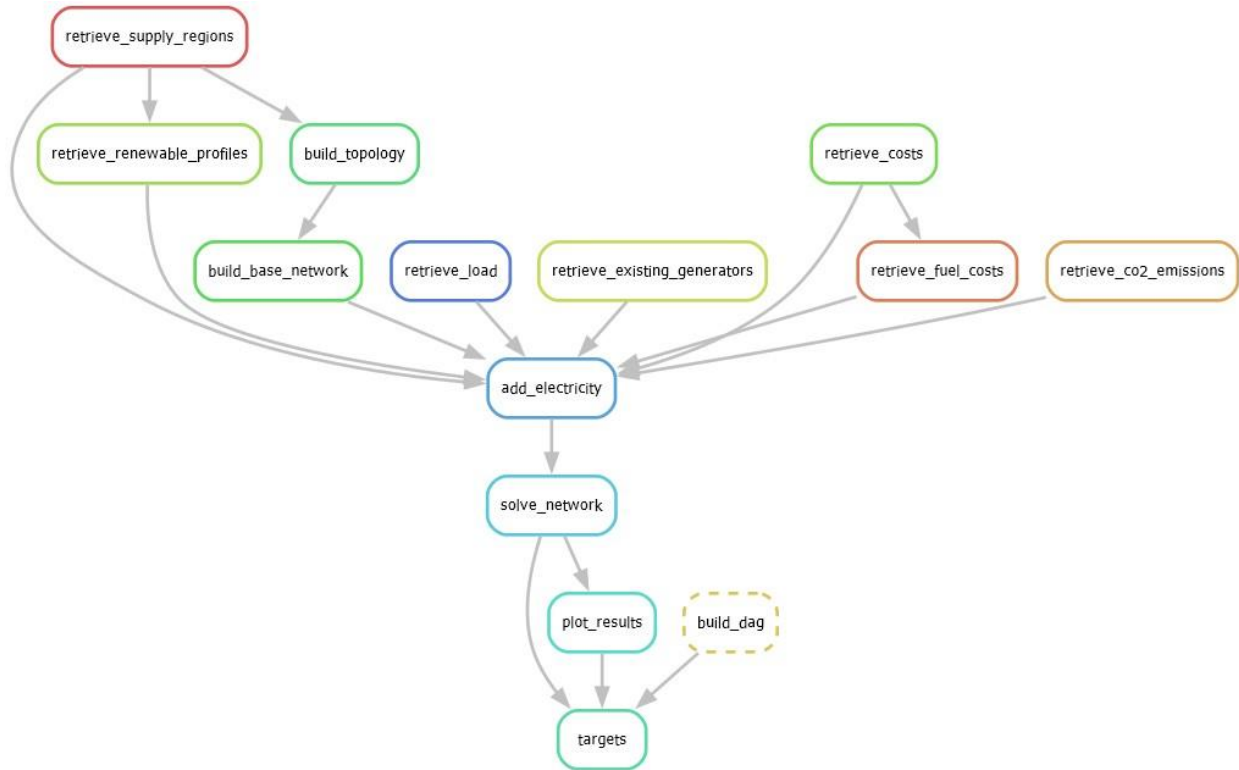 retrieve_supply_regions
retrieve_renewable_profiles
build_topology
retrieve_costs
build_base_network
retrieve_load
retrieve_existing_generators
retrieve_fuel_costs
retrieve_co2_emissions
add_electricity
solve_network
plot_results
build_dag
targets